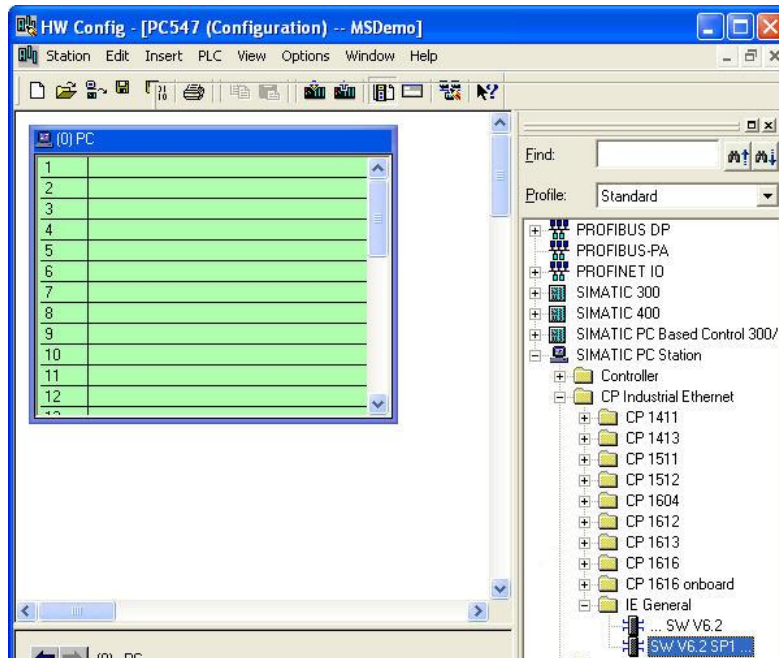 HW Config - [PC547 (Configuration) -- MSDemo]
Station Edit Insert PLC View Options Window Help
(0) PC
1
2
3
4
5
6
7
8
9
10
11
12
13
(0) PC
Find:
Profile: Standard
PROFIBUS DP
PROFIBUS-PA
PROFINET IO
SIMATIC 300
SIMATIC 400
SIMATIC PC Based Control 300/
SIMATIC PC Station
Controller
CP Industrial Ethernet
CP 1411
CP 1413
CP 1511
CP 1512
CP 1604
CP 1612
CP 1613
CP 1616
CP 1616 onboard
IE General
... SW V6.2
SW V6.2 SP1 ...